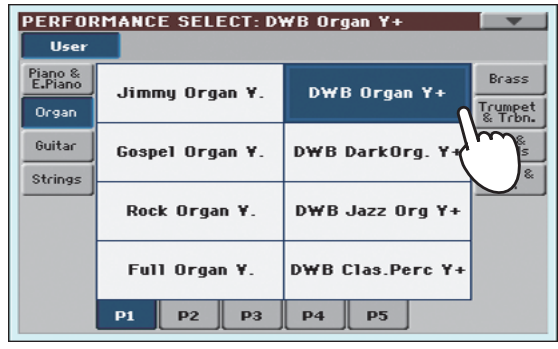 PERFORMANCE SELECT: DWB Organ Y+
User
Piano &
E.Piano
Organ
Guitar
Strings
Jimmy Organ Y.
DWB Organ Y+
Gospel Organ Y.
DWB DarkOrg. Y+
Rock Organ Y.
DWB Jazz Org Y+
Full Organ Y.
DWB Clas.Perc Y+
Brass
Trumpet
& Trbn.
&
&
P1
P2
P3
P4
P5